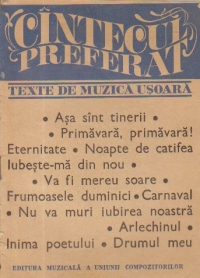 CÎNTECUL
PREFERAT
TEXTE DE MUZICĂ UȘOARĂ
• Așa sînt tinerii •
• Primăvară, primăvară!
Eternitate • Noapte de catifea
Iubește-mă din nou •
• Va fi mereu soare •
Frumoasele duminici • Carnaval
• Nu va muri iubirea noastră
Arlechinul •
Inima poetului • Drumul meu
EDITURA MUZICALĂ A UNIUNII COMPOZITORILOR